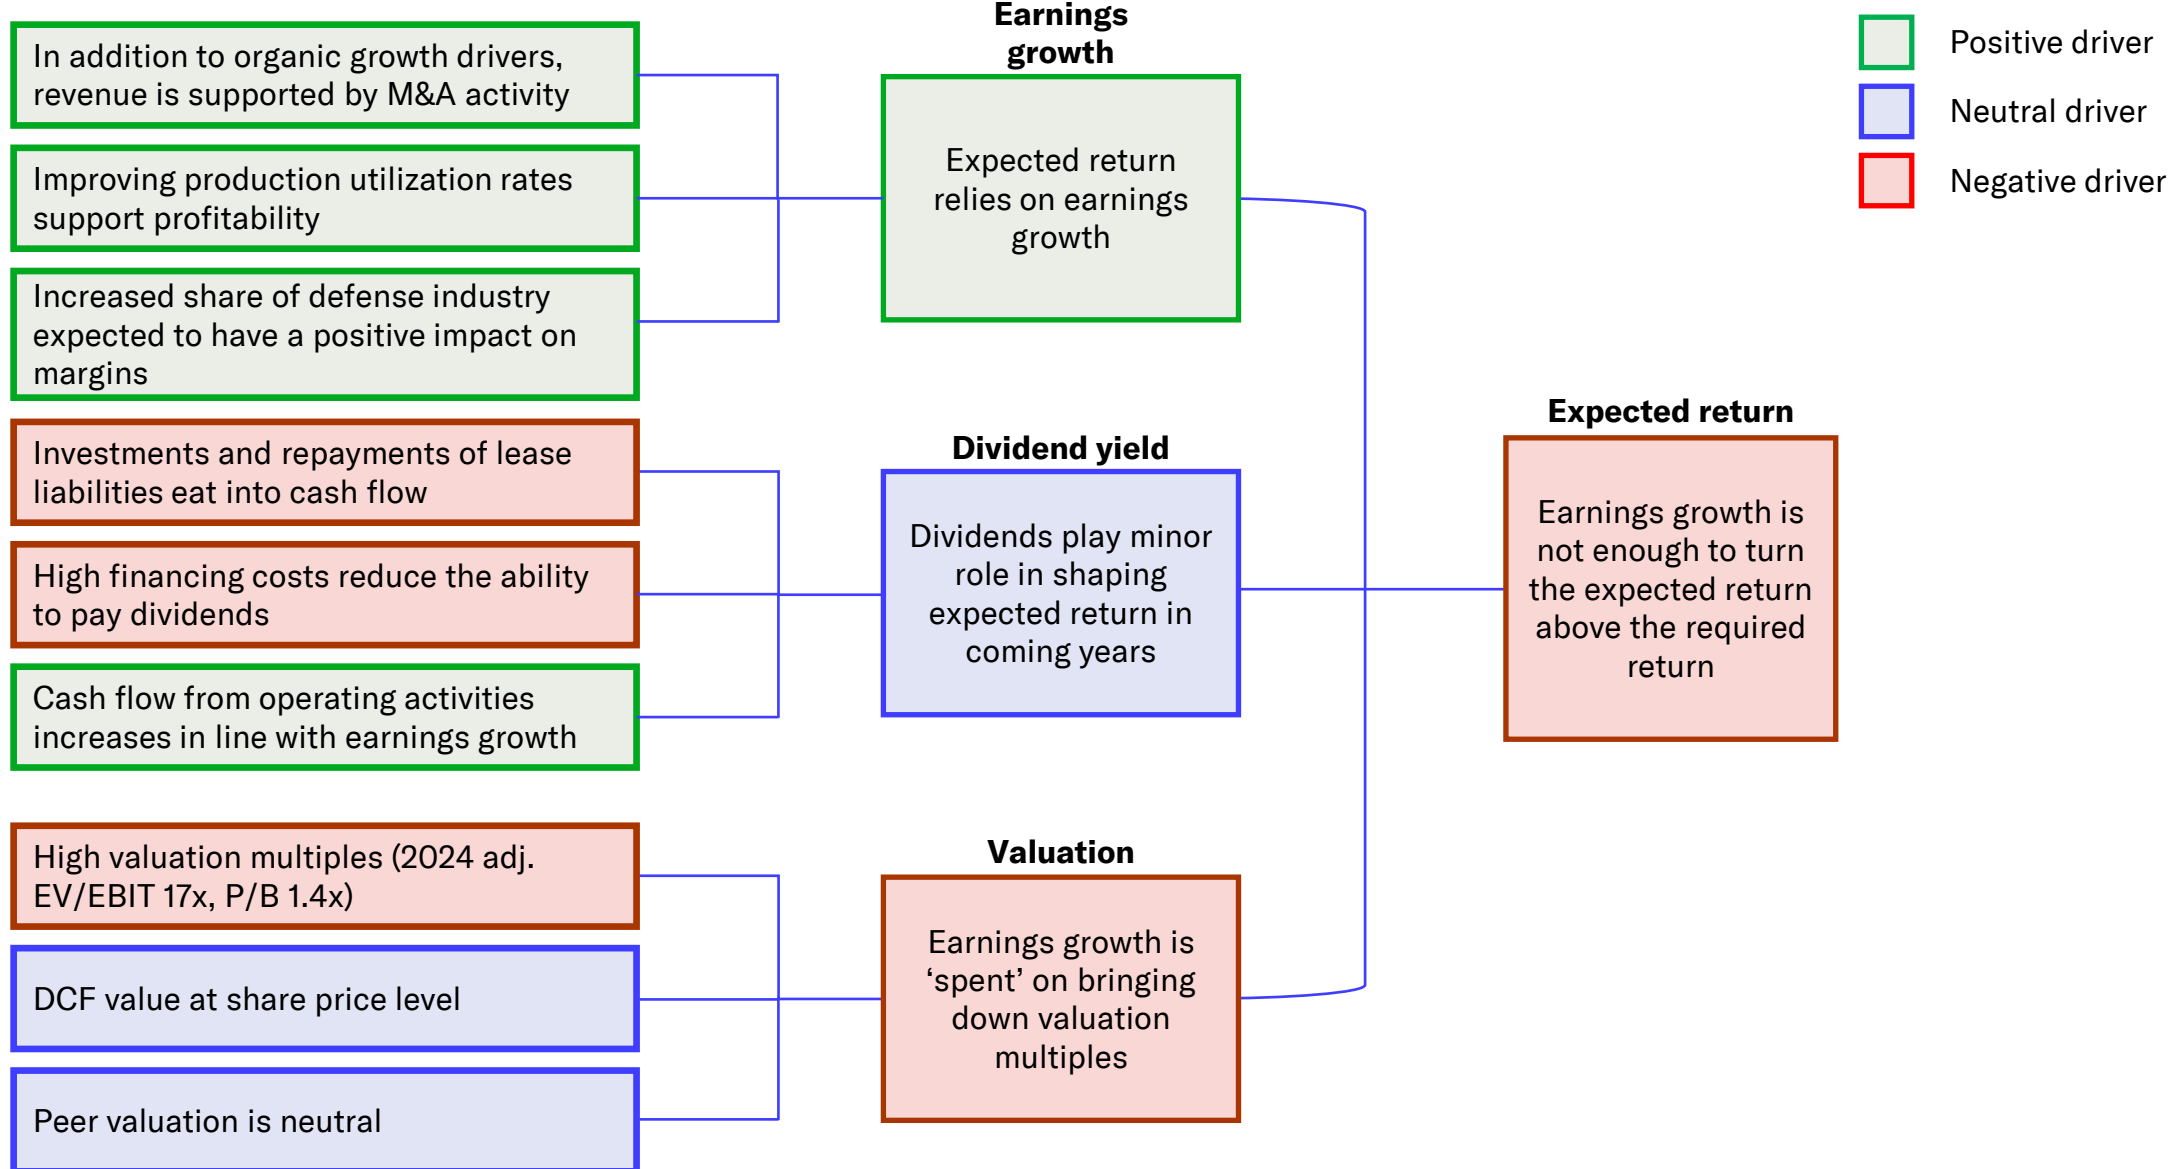 In addition to organic growth drivers,
revenue is supported by M&A activity
Improving production utilization rates
support profitability
Increased share of defense industry
expected to have a positive impact on
margins
Investments and repayments of lease
liabilities eat into cash flow
High financing costs reduce the ability
to pay dividends
Cash flow from operating activities
increases in line with earnings growth
High valuation multiples (2024 adj.
EV/EBIT 17x, P/B 1.4x)
DCF value at share price level
Peer valuation is neutral
Earnings
growth
Expected return
relies on earnings
growth
Dividend yield
Dividends play minor
role in shaping
expected return in
coming years
Valuation
Earnings growth is
‘spent’ on bringing
down valuation
multiples
Expected return
Earnings growth is
not enough to turn
the expected return
above the required
return
Positive driver
Neutral driver
Negative driver